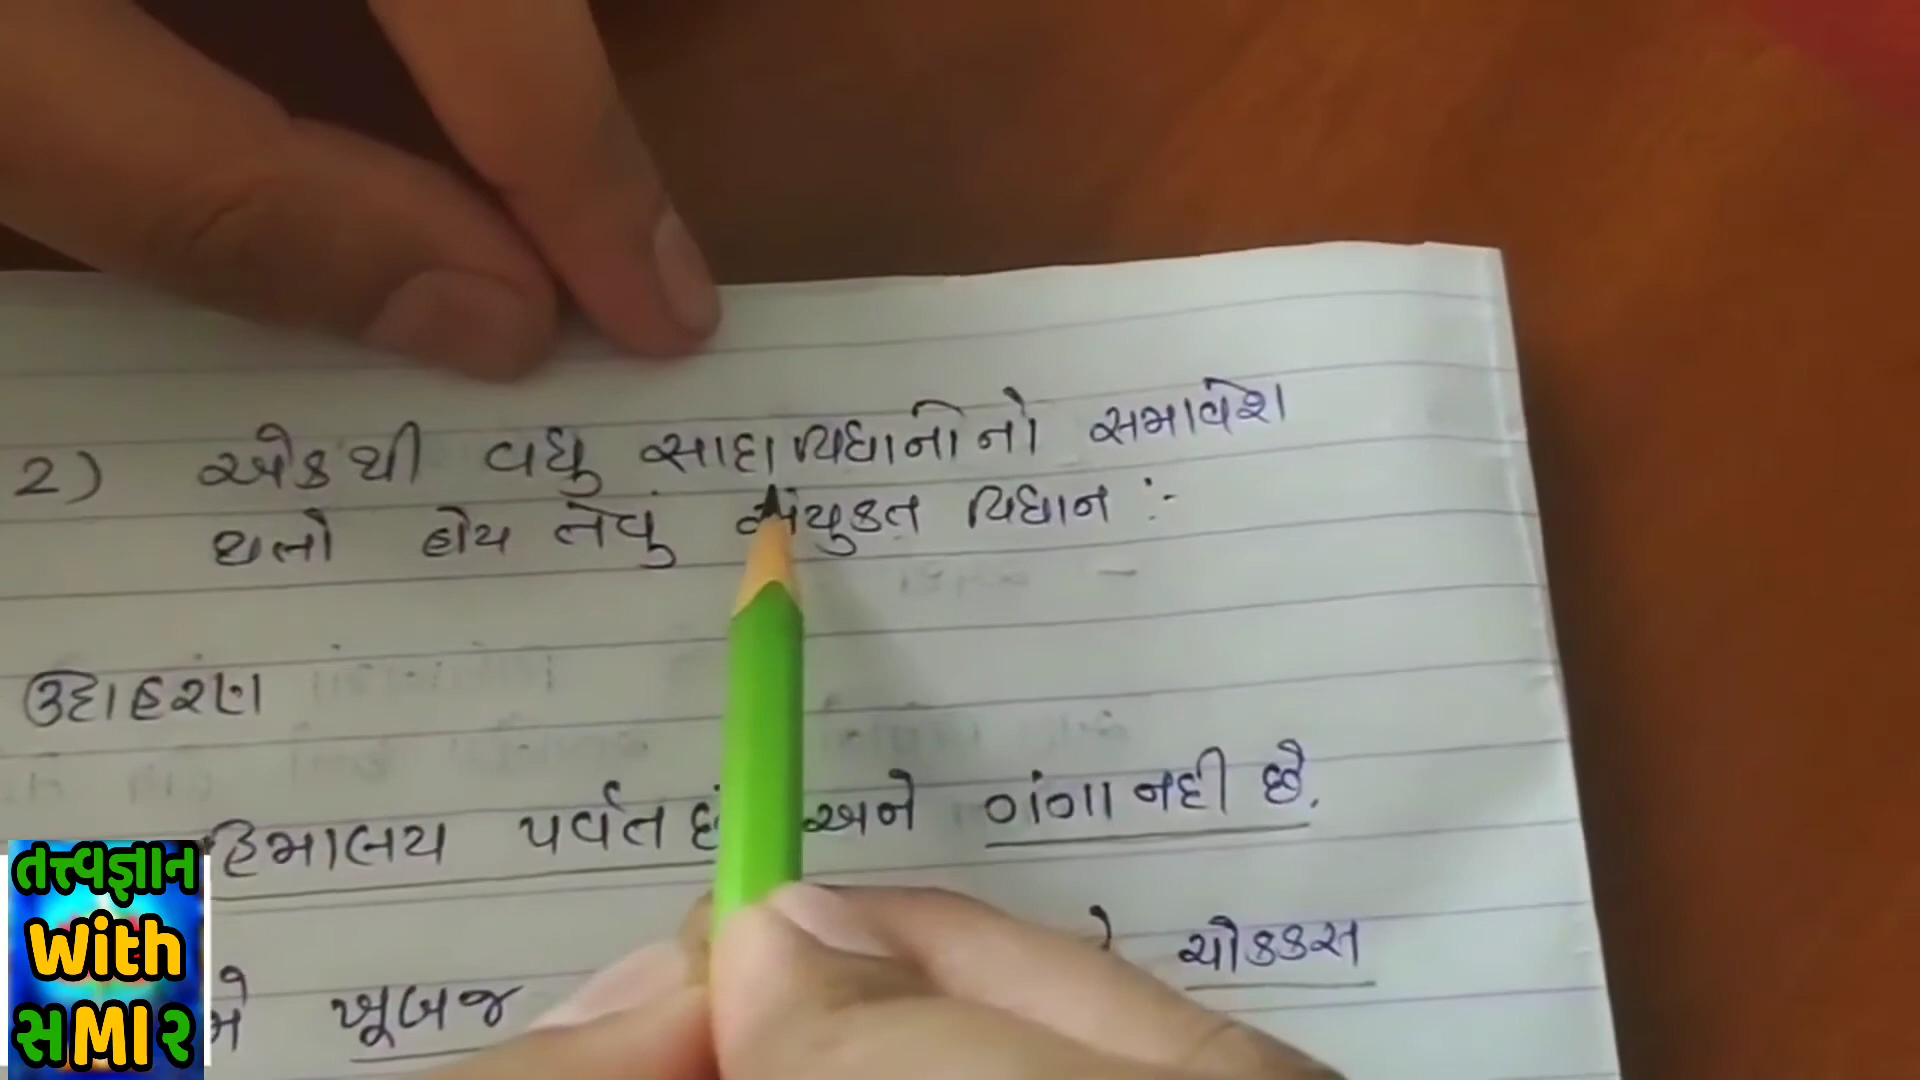 2) એકથી વધુ સાદાવિધાનોનો સમાવેશ
થતો હોય તેવું સંયુક્ત વિધાન :-
ઉદાહરણ
હિમાલય પર્વત છે અને ગંગા નદી છે.
ચોક્કસ
ખૂબજ
તત્ત્વજ્ઞાન
With
સMIર